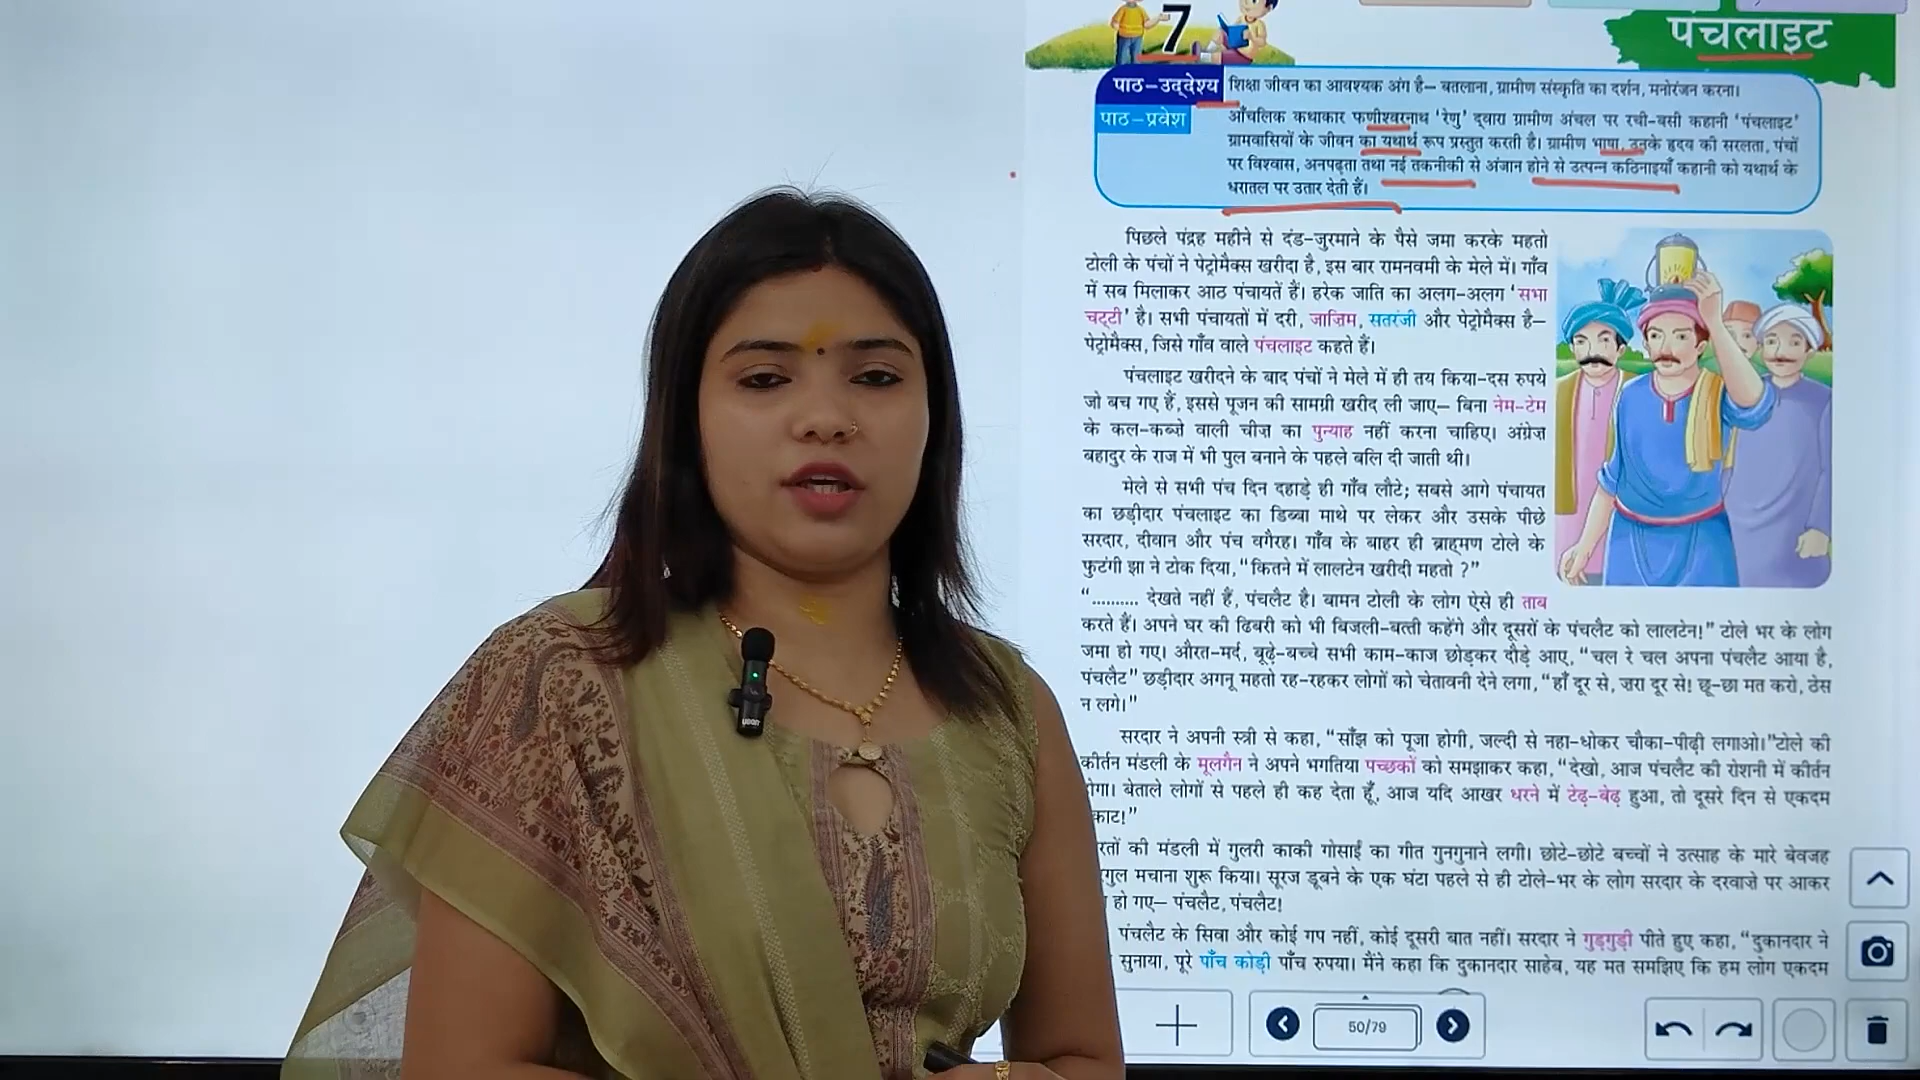 7
पंचलाइट
पाठ-उद्देश्य
शिक्षा जीवन का आवश्यक अंग है— बतलाना, ग्रामीण संस्कृति का दर्शन, मनोरंजन करना।
पाठ-प्रवेश
आँचलिक कथाकार फणीश्वरनाथ 'रेणु' द्वारा ग्रामीण अंचल पर रची-बसी कहानी 'पंचलाइट'
ग्रामवासियों के जीवन का यथार्थ रूप प्रस्तुत करती है। ग्रामीण भाषा, उनके हृदय की सरलता, पंचों
पर विश्वास, अनपढ़ता तथा नई तकनीकी से अंजान होने से उत्पन्न कठिनाइयाँ कहानी को यथार्थ के
धरातल पर उतार देती हैं।
पिछले पंद्रह महीने से दंड-जुरमाने के पैसे जमा करके महतो
टोली के पंचों ने पेट्रोमैक्स खरीदा है, इस बार रामनवमी के मेले में। गाँव
में सब मिलाकर आठ पंचायतें हैं। हरेक जाति का अलग-अलग 'सभा
चट्टी' है। सभी पंचायतों में दरी, जाज़िम, सतरंजी और पेट्रोमैक्स है—
पेट्रोमैक्स, जिसे गाँव वाले पंचलाइट कहते हैं।
पंचलाइट खरीदने के बाद पंचों ने मेले में ही तय किया-दस रुपये
जो बच गए हैं, इससे पूजन की सामग्री खरीद ली जाए— बिना नेम-टेम
के कल-कब्ज़े वाली चीज़ का पुन्याह नहीं करना चाहिए। अंग्रेज़
बहादुर के राज में भी पुल बनाने के पहले बलि दी जाती थी।
मेले से सभी पंच दिन दहाड़े ही गाँव लौटे; सबसे आगे पंचायत
का छड़ीदार पंचलाइट का डिब्बा माथे पर लेकर और उसके पीछे
सरदार, दीवान और पंच वगैरह। गाँव के बाहर ही ब्राह्मण टोले के
फुटंगी झा ने टोक दिया, "कितने में लालटेन खरीदी महतो ?"
".......... देखते नहीं हैं, पंचलैट है। बामन टोली के लोग ऐसे ही ताब
करते हैं। अपने घर की ढिबरी को भी बिजली-बत्ती कहेंगे और दूसरों के पंचलैट को लालटेन!" टोले भर के लोग
जमा हो गए। औरत-मर्द, बूढ़े-बच्चे सभी काम-काज छोड़कर दौड़े आए, "चल रे चल अपना पंचलैट आया है,
पंचलैट" छड़ीदार अगनू महतो रह-रहकर लोगों को चेतावनी देने लगा, "हाँ दूर से, ज़रा दूर से! छू-छा मत करो, ठेस
न लगे।"
सरदार ने अपनी स्त्री से कहा, "साँझ को पूजा होगी, जल्दी से नहा-धोकर चौका-पीढ़ी लगाओ।"टोले की
कीर्तन मंडली के मूलगैन ने अपने भगतिया पच्छकों को समझाकर कहा, "देखो, आज पंचलैट की रोशनी में कीर्तन
होगा। बेताले लोगों से पहले ही कह देता हूँ, आज यदि आखर धरने में टेढ़-बेढ़ हुआ, तो दूसरे दिन से एकदम
काट!"
की मंडली में गुलरी काकी गोसाईं का गीत गुनगुनाने लगी। छोटे-छोटे बच्चों ने उत्साह के मारे बेवजह
मचाना शुरू किया। सूरज डूबने के एक घंटा पहले से ही टोले-भर के लोग सरदार के दरवाज़े पर आकर
हो गए— पंचलैट, पंचलैट!
पंचलैट के सिवा और कोई गप नहीं, कोई दूसरी बात नहीं। सरदार ने गुड़गुड़ी पीते हुए कहा, "दुकानदार ने
सुनाया, पूरे पाँच कोड़ी पाँच रुपया। मैंने कहा कि दुकानदार साहेब, यह मत समझिए कि हम लोग एकदम
50/79